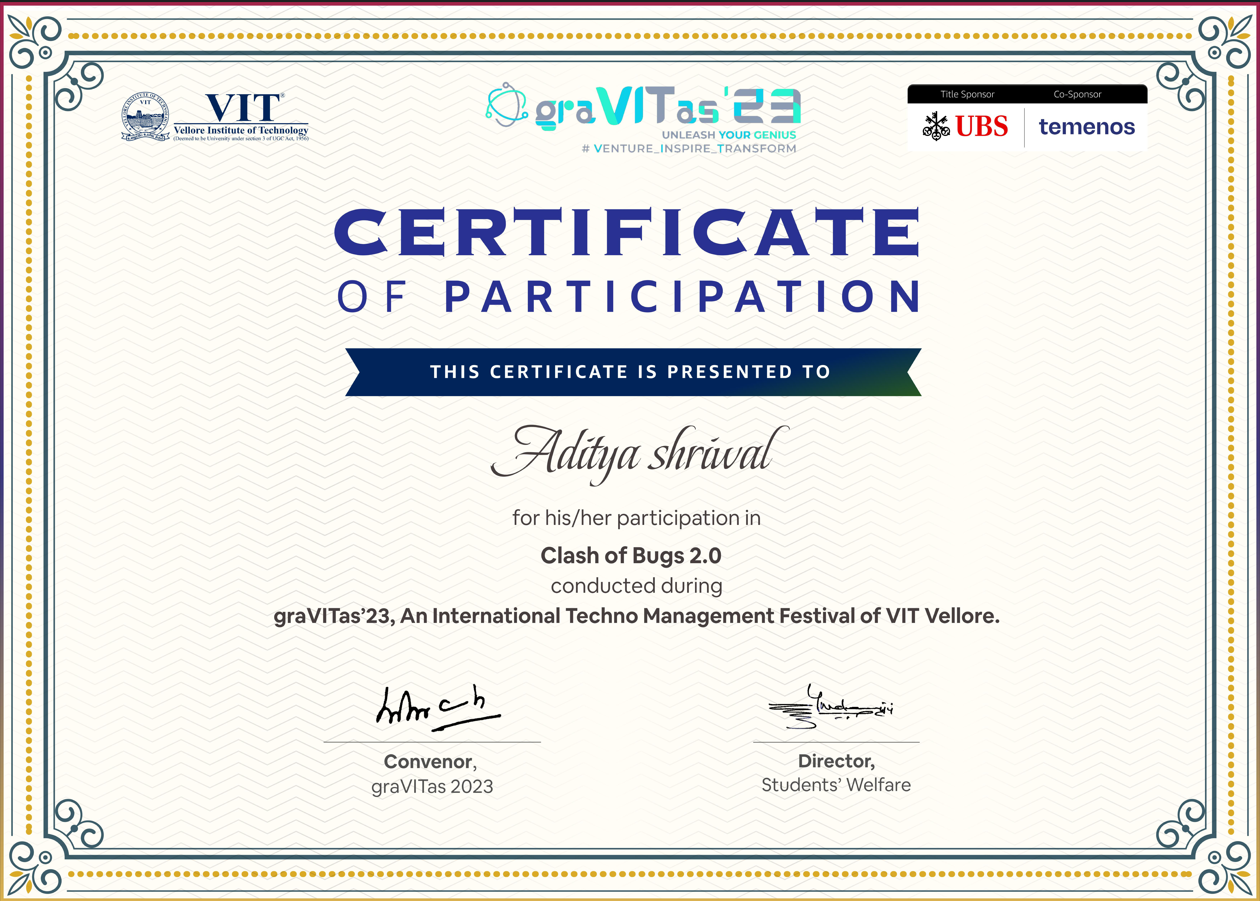 VIT®
Vellore Institute of Technology
(Deemed to be University under section 3 of UGC Act, 1956)
graVITas'23
UNLEASH YOUR GENIUS
# VENTURE_INSPIRE_TRANSFORM
Title Sponsor Co-Sponsor
UBS temenos
CERTIFICATE
OF PARTICIPATION
THIS CERTIFICATE IS PRESENTED TO
Aditya shriwal
for his/her participation in
Clash of Bugs 2.0
conducted during
graVITas’23, An International Techno Management Festival of VIT Vellore.
Convenor, 
graVITas 2023
Director,
Students’ Welfare